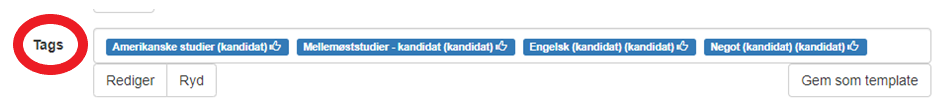 Tags Amerikanske studier (kandidat) Mellemøststudier - kandidat (kandidat) Engelsk (kandidat) (kandidat) Negot (kandidat) (kandidat)
Rediger Ryd Gem som template